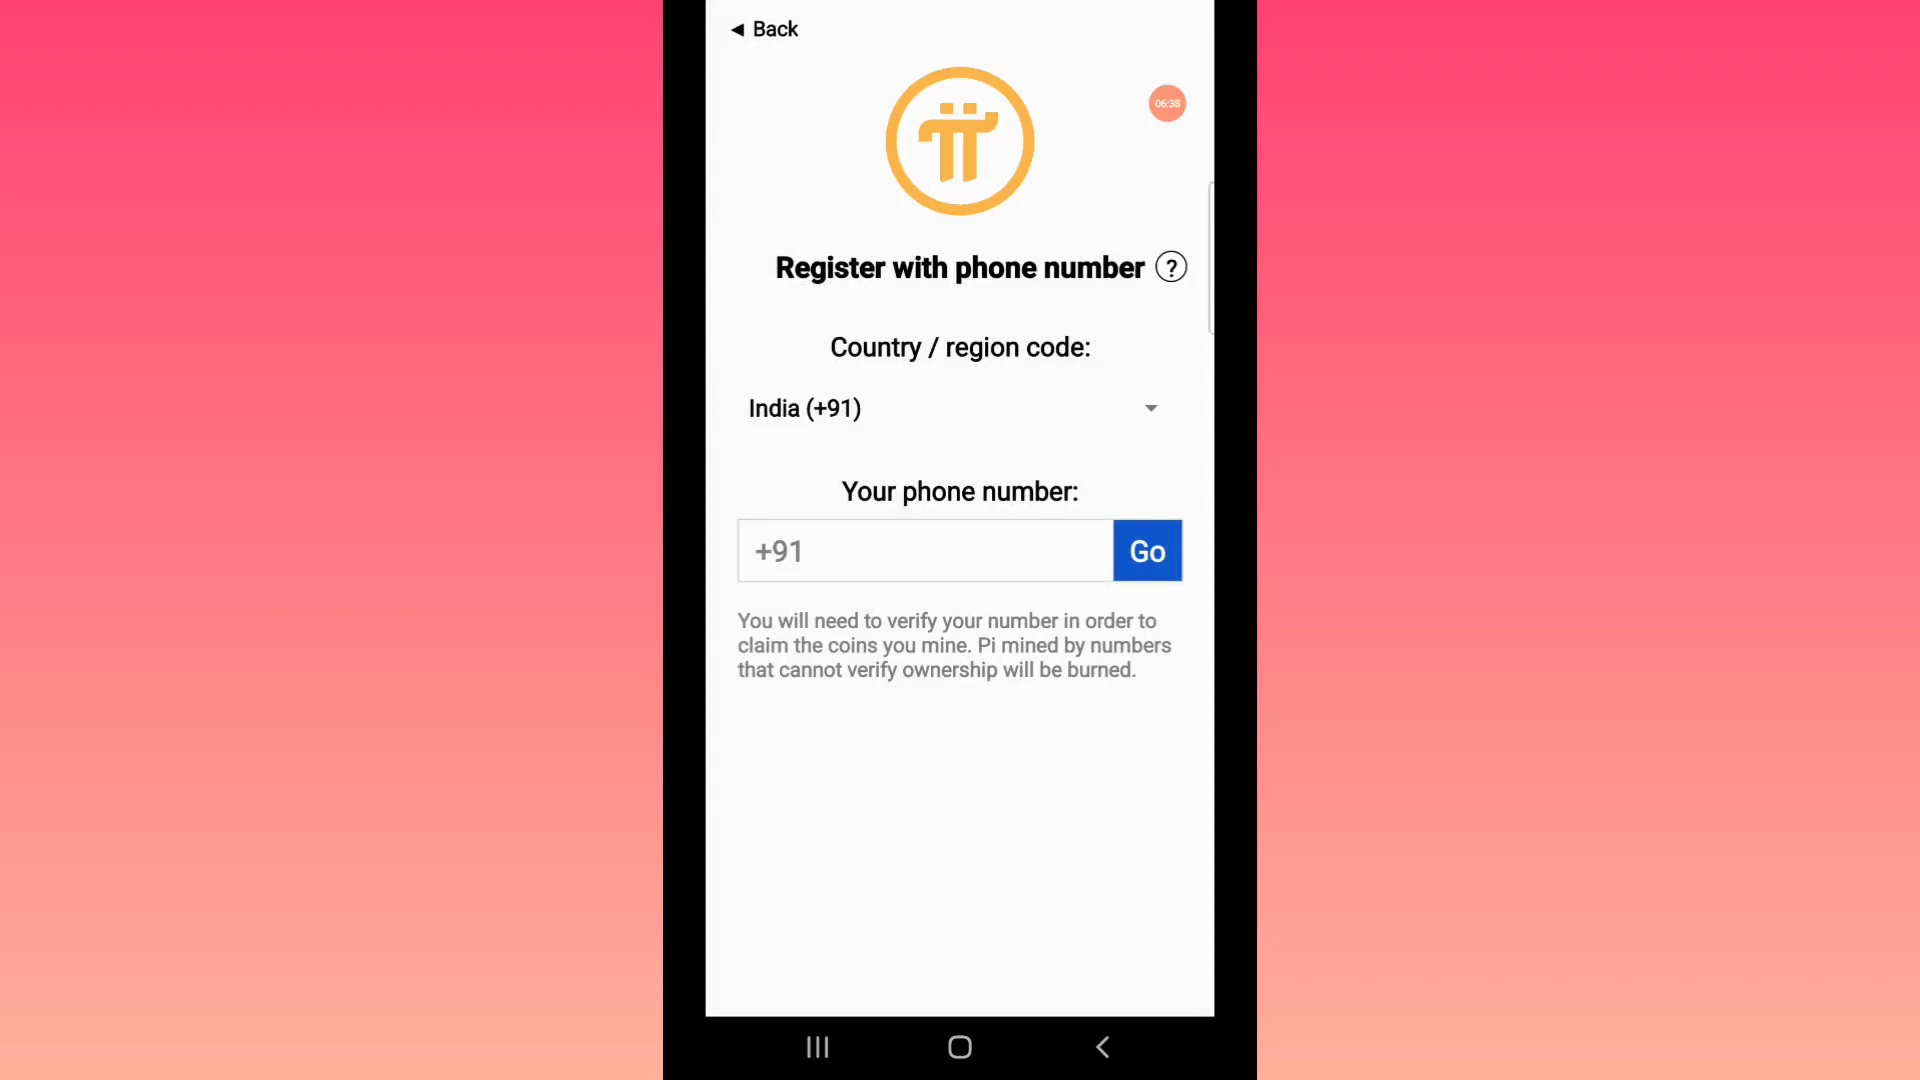 ◄ Back
06:38
Register with phone number ?
Country / region code:
India (+91)
Your phone number:
+91 Go
You will need to verify your number in order to
claim the coins you mine. Pi mined by numbers
that cannot verify ownership will be burned.